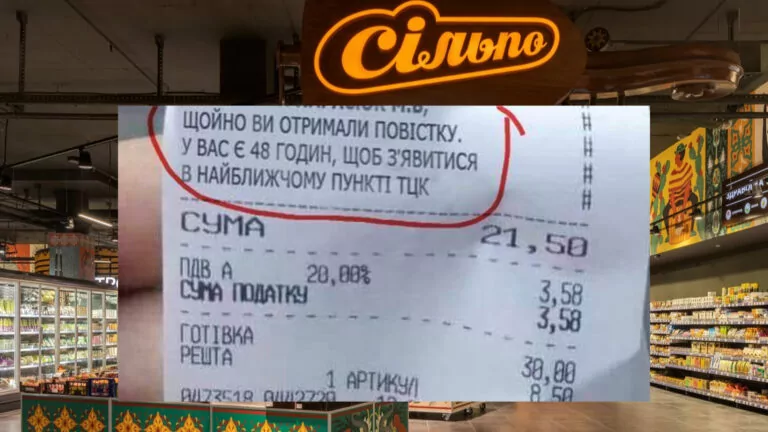 Сільпо
ЩОЙНО ВИ ОТРИМАЛИ ПОВІСТКУ.
У ВАС Є 48 ГОДИН, ЩОБ З'ЯВИТИСЯ
В НАЙБЛИЖЧОМУ ПУНКТІ ТЦК
#
#
#
#
СУМА 21,50
ПДВ А 20,00% 3,58
СУМА ПОДАТКУ 3,58
ГОТІВКА 30,00
РЕШТА 8,50
1 АРТИКУЛ